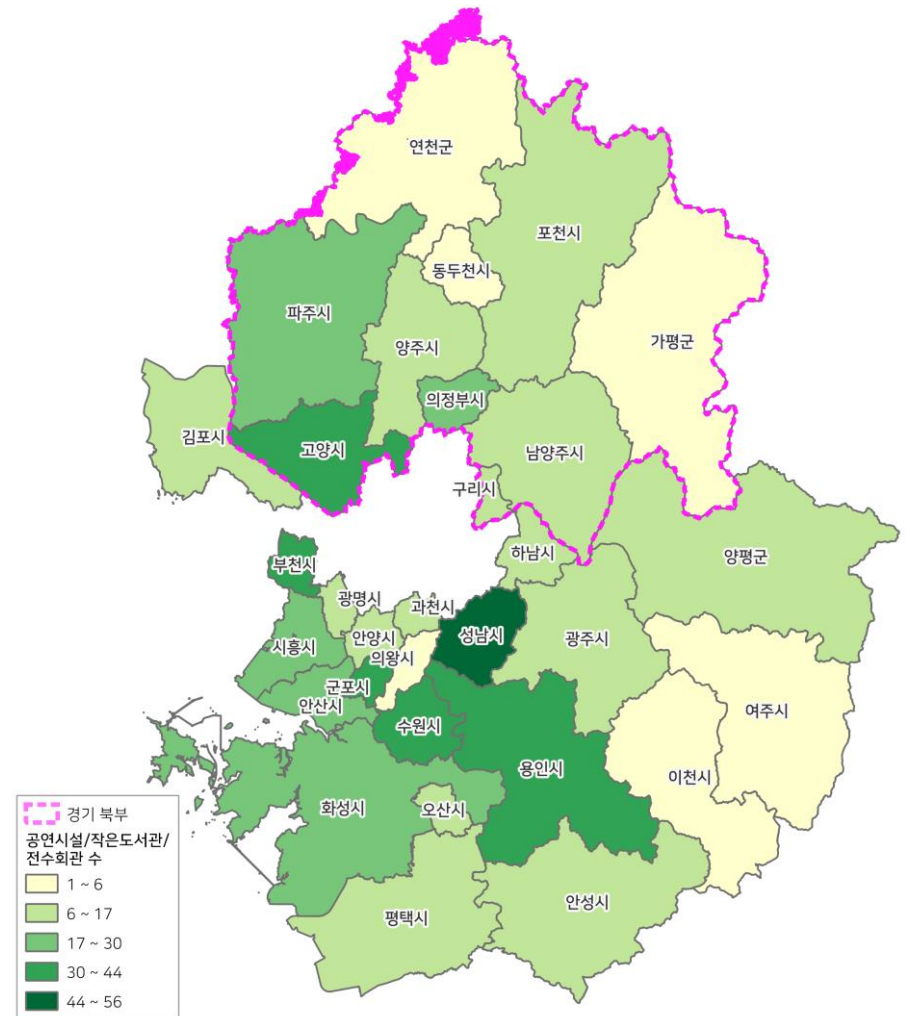 연천군
포천시
동두천시
파주시
가평군
양주시
의정부시
김포시
고양시
남양주시
구리시
하남시
양평군
부천시
광명시
과천시
시흥시
안양시
성남시
광주시
의왕시
군포시
안산시
수원시
여주시
용인시
이천시
화성시
오산시
평택시
안성시
경기 북부
공연시설/작은도서관/
전수회관 수
1 ~ 6
6 ~ 17
17 ~ 30
30 ~ 44
44 ~ 56